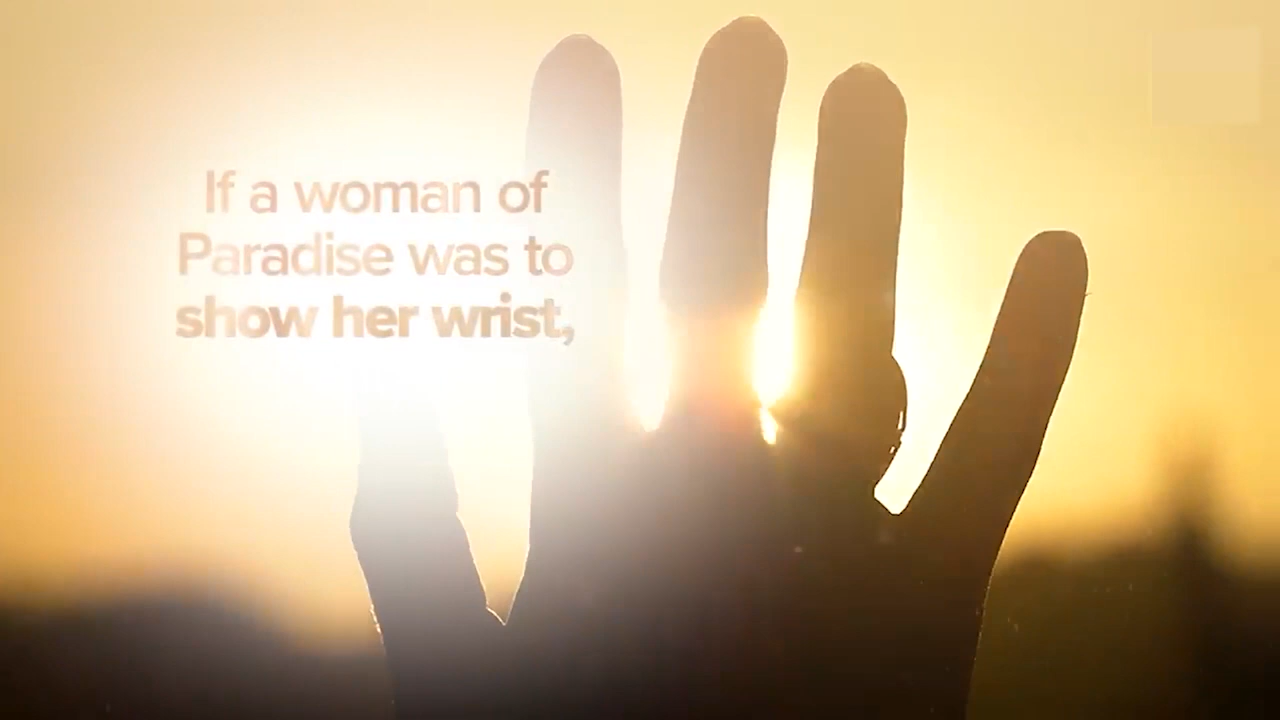 If a woman of
Paradise was to
show her wrist,